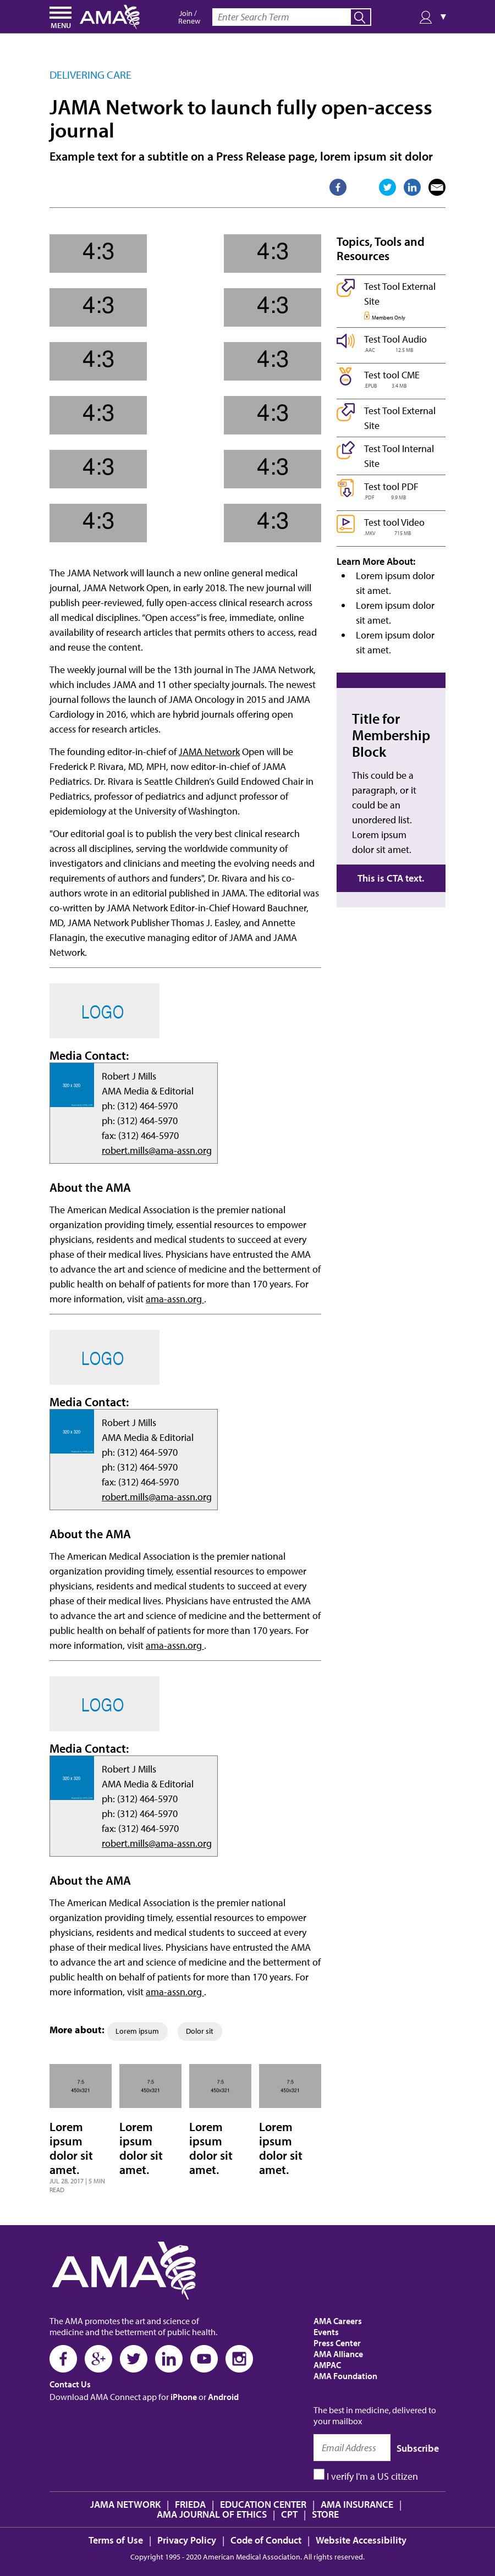 MENU
AMA
Join /
Renew
Enter Search Term
▼
DELIVERING CARE
JAMA Network to launch fully open-access
journal
Example text for a subtitle on a Press Release page, lorem ipsum sit dolor
4:3 4:3
4:3 4:3
4:3 4:3
4:3 4:3
4:3 4:3
4:3 4:3
The JAMA Network will launch a new online general medical
journal, JAMA Network Open, in early 2018. The new journal will
publish peer-reviewed, fully open-access clinical research across
all medical disciplines. “Open access” is free, immediate, online
availability of research articles that permits others to access, read
and reuse the content.
The weekly journal will be the 13th journal in The JAMA Network,
which includes JAMA and 11 other specialty journals. The newest
journal follows the launch of JAMA Oncology in 2015 and JAMA
Cardiology in 2016, which are hybrid journals offering open
access for research articles.
The founding editor-in-chief of JAMA Network Open will be
Frederick P. Rivara, MD, MPH, now editor-in-chief of JAMA
Pediatrics. Dr. Rivara is Seattle Children’s Guild Endowed Chair in
Pediatrics, professor of pediatrics and adjunct professor of
epidemiology at the University of Washington.
"Our editorial goal is to publish the very best clinical research
across all disciplines, serving the worldwide community of
investigators and clinicians and meeting the evolving needs and
requirements of authors and funders", Dr. Rivara and his co-
authors wrote in an editorial published in JAMA. The editorial was
co-written by JAMA Network Editor-in-Chief Howard Bauchner,
MD, JAMA Network Publisher Thomas J. Easley, and Annette
Flanagin, the executive managing editor of JAMA and JAMA
Network.
LOGO
Media Contact:
320 x 320
Robert J Mills
AMA Media & Editorial
ph: (312) 464-5970
ph: (312) 464-5970
fax: (312) 464-5970
robert.mills@ama-assn.org
About the AMA
The American Medical Association is the premier national
organization providing timely, essential resources to empower
physicians, residents and medical students to succeed at every
phase of their medical lives. Physicians have entrusted the AMA
to advance the art and science of medicine and the betterment of
public health on behalf of patients for more than 170 years. For
more information, visit ama-assn.org .
LOGO
Media Contact:
320 x 320
Robert J Mills
AMA Media & Editorial
ph: (312) 464-5970
ph: (312) 464-5970
fax: (312) 464-5970
robert.mills@ama-assn.org
About the AMA
The American Medical Association is the premier national
organization providing timely, essential resources to empower
physicians, residents and medical students to succeed at every
phase of their medical lives. Physicians have entrusted the AMA
to advance the art and science of medicine and the betterment of
public health on behalf of patients for more than 170 years. For
more information, visit ama-assn.org .
LOGO
Media Contact:
320 x 320
Robert J Mills
AMA Media & Editorial
ph: (312) 464-5970
ph: (312) 464-5970
fax: (312) 464-5970
robert.mills@ama-assn.org
About the AMA
The American Medical Association is the premier national
organization providing timely, essential resources to empower
physicians, residents and medical students to succeed at every
phase of their medical lives. Physicians have entrusted the AMA
to advance the art and science of medicine and the betterment of
public health on behalf of patients for more than 170 years. For
more information, visit ama-assn.org .
More about: Lorem ipsum Dolor sit
7:5
450x321
Lorem
ipsum
dolor sit
amet.
JUL 28, 2017 | 5 MIN
READ
7:5
450x321
Lorem
ipsum
dolor sit
amet.
7:5
450x321
Lorem
ipsum
dolor sit
amet.
7:5
450x321
Lorem
ipsum
dolor sit
amet.
Topics, Tools and
Resources
Test Tool External
Site
Members Only
Test Tool Audio
.AAC 12.5 MB
Test tool CME
.EPUB 3.4 MB
Test Tool External
Site
Test Tool Internal
Site
Test tool PDF
.PDF 9.9 MB
Test tool Video
.MKV 715 MB
Learn More About:
• Lorem ipsum dolor
sit amet.
• Lorem ipsum dolor
sit amet.
• Lorem ipsum dolor
sit amet.
Title for
Membership
Block
This could be a
paragraph, or it
could be an
unordered list.
Lorem ipsum
dolor sit amet.
This is CTA text.
AMA
The AMA promotes the art and science of
medicine and the betterment of public health.
Contact Us
Download AMA Connect app for iPhone or Android
AMA Careers
Events
Press Center
AMA Alliance
AMPAC
AMA Foundation
The best in medicine, delivered to
your mailbox
Email Address Subscribe
I verify I'm a US citizen
JAMA NETWORK | FRIEDA | EDUCATION CENTER | AMA INSURANCE |
AMA JOURNAL OF ETHICS | CPT | STORE
Terms of Use | Privacy Policy | Code of Conduct | Website Accessibility
Copyright 1995 - 2020 American Medical Association. All rights reserved.